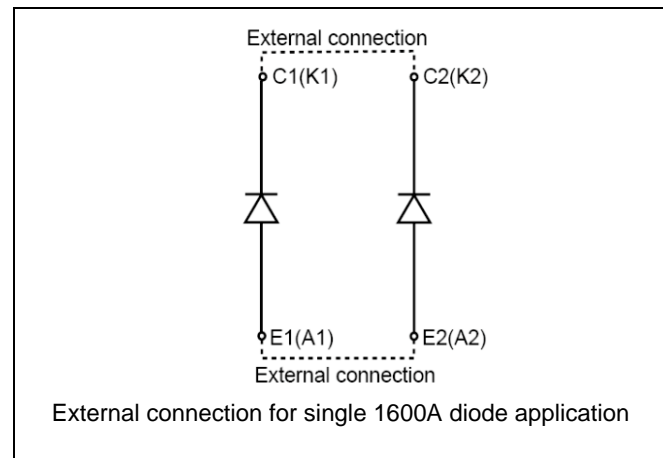 External connection
C1(K1) C2(K2)
E1(A1) E2(A2)
External connection
External connection for single 1600A diode application